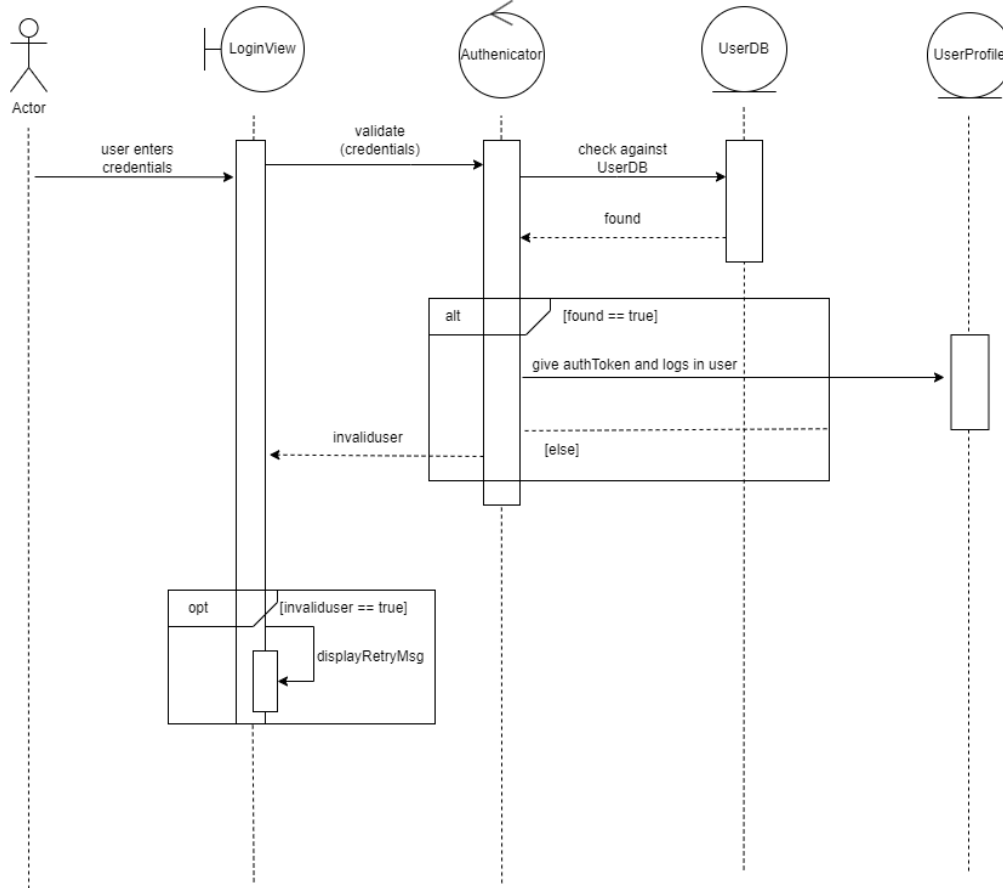 LoginView
Authenicator
UserDB
UserProfile
Actor
user enters
credentials
validate
(credentials)
check against
UserDB
found
alt
[found == true]
give authToken and logs in user
invaliduser
[else]
opt
[invaliduser == true]
displayRetryMsg